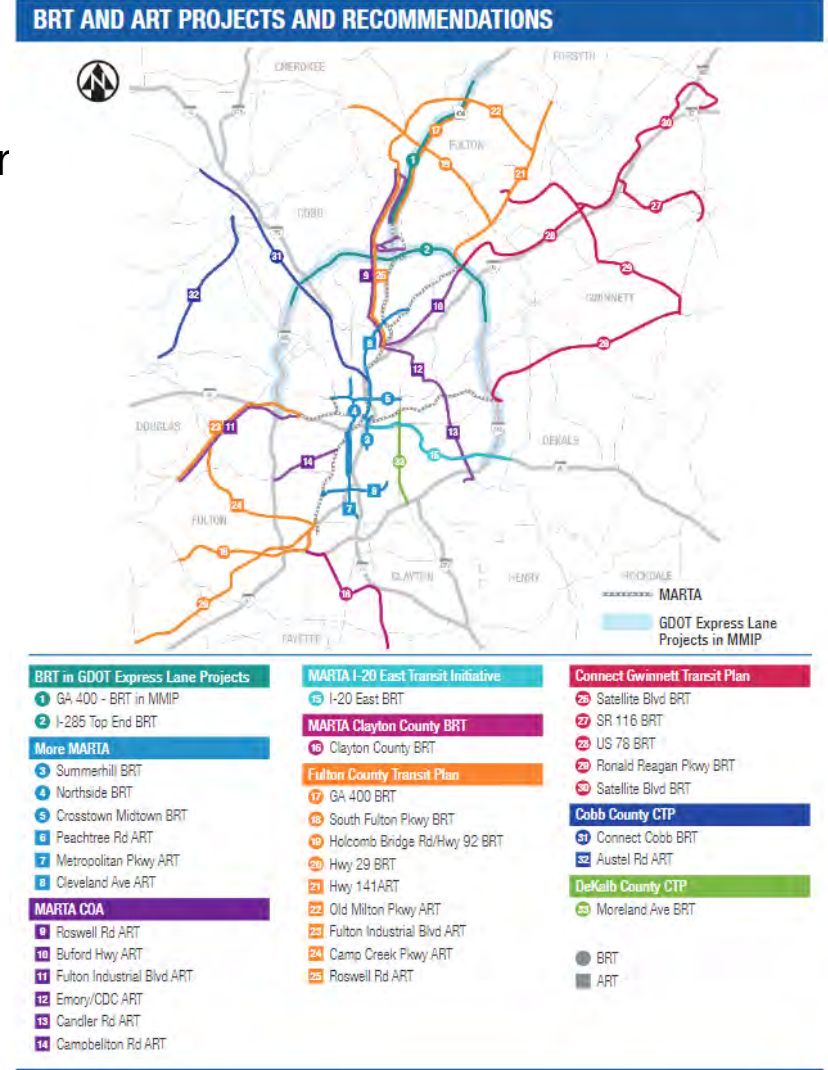 BRT AND ART PROJECTS AND RECOMMENDATIONS
r
N
CHEROKEE
FORSYTH
FULTON
COBB
GWINNETT
DOUGLAS
DEKALB
FULTON
CLAYTON
HENRY
ROCKDALE
FAYETTE
MARTA
GDOT Express Lane
Projects in MMIP
BRT in GDOT Express Lane Projects
1 GA 400 - BRT in MMIP
2 I-285 Top End BRT
More MARTA
3 Summerhill BRT
4 Northside BRT
5 Crosstown Midtown BRT
6 Peachtree Rd ART
7 Metropolitan Pkwy ART
8 Cleveland Ave ART
MARTA COA
9 Roswell Rd ART
10 Buford Hwy ART
11 Fulton Industrial Blvd ART
12 Emory/CDC ART
13 Candler Rd ART
14 Campbellton Rd ART
MARTA I-20 East Transit Initiative
15 I-20 East BRT
MARTA Clayton County BRT
16 Clayton County BRT
Fulton County Transit Plan
17 GA 400 BRT
18 South Fulton Pkwy BRT
19 Holcomb Bridge Rd/Hwy 92 BRT
20 Hwy 29 BRT
21 Hwy 141ART
22 Old Milton Pkwy ART
23 Fulton Industrial Blvd ART
24 Camp Creek Pkwy ART
25 Roswell Rd ART
Connect Gwinnett Transit Plan
26 Satellite Blvd BRT
27 SR 116 BRT
28 US 78 BRT
29 Ronald Reagan Pkwy BRT
30 Satellite Blvd BRT
Cobb County CTP
31 Connect Cobb BRT
32 Austel Rd ART
DeKalb County CTP
33 Moreland Ave BRT
BRT
ART